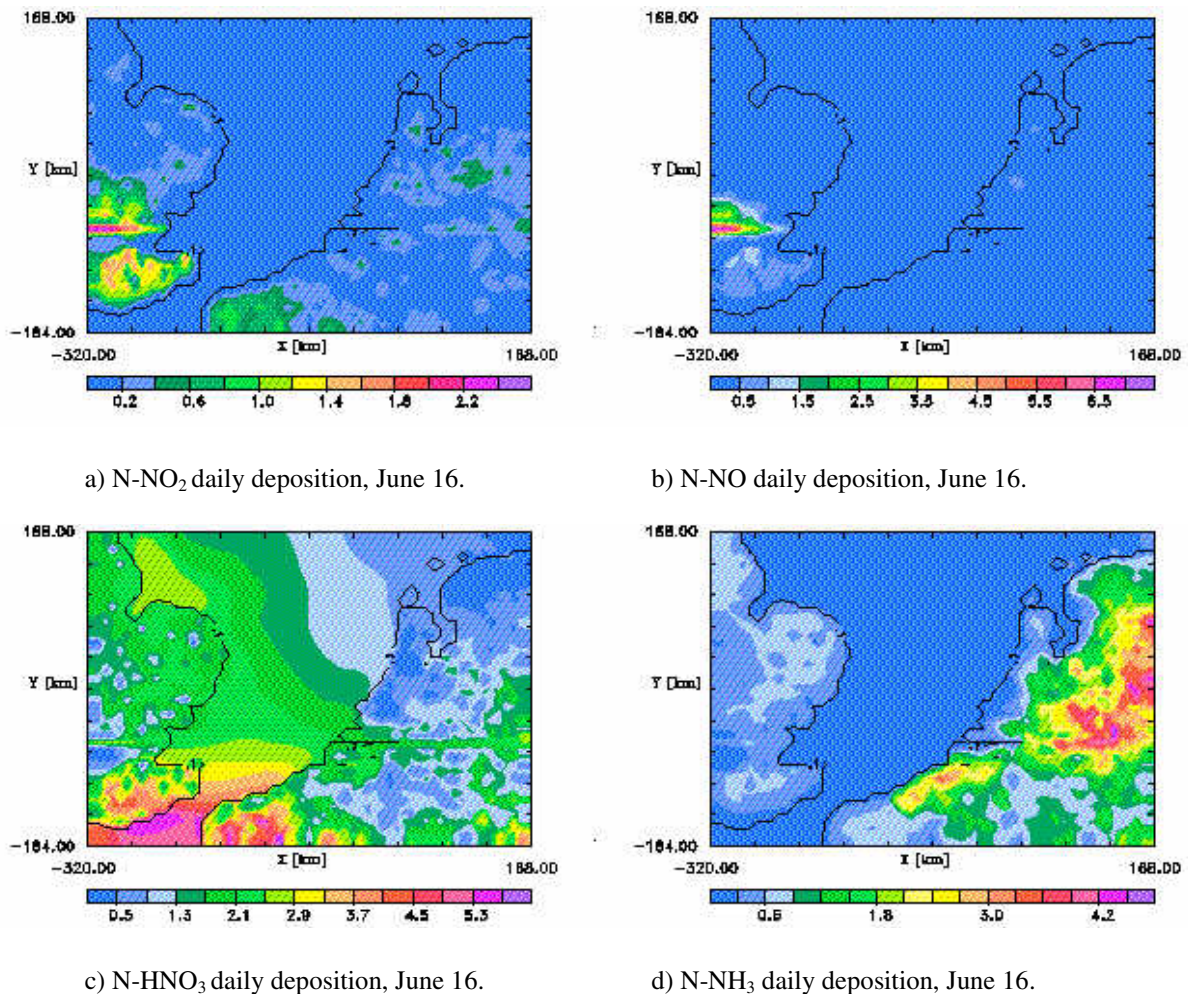 168.00 168.00
Y [km] Y [km]
-184.00 -184.00
X [km] X [km]
-320.00 168.00 -320.00 168.00
0.2 0.6 1.0 1.4 1.8 2.2
0.5 1.5 2.5 3.5 4.5 5.5 6.5
a) N-NO₂ daily deposition, June 16.
b) N-NO daily deposition, June 16.
168.00 168.00
Y [km] Y [km]
-184.00 -184.00
X [km] X [km]
-320.00 168.00 -320.00 168.00
0.5 1.3 2.1 2.9 3.7 4.5 5.3
0.6 1.8 3.0 4.2
c) N-HNO₃ daily deposition, June 16.
d) N-NH₃ daily deposition, June 16.